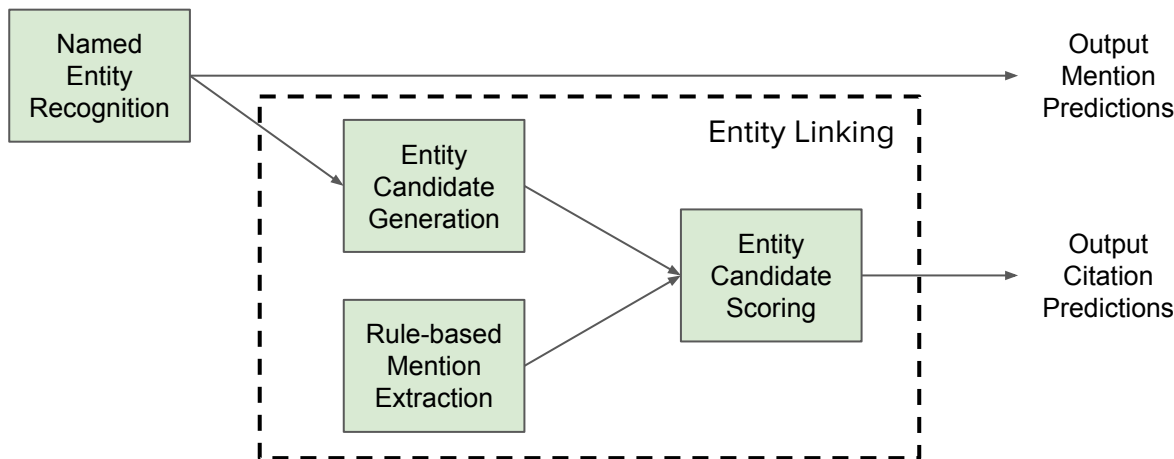 Named
Entity
Recognition
Output
Mention
Predictions
Entity Linking
Entity
Candidate
Generation
Entity
Candidate
Scoring
Output
Citation
Predictions
Rule-based
Mention
Extraction